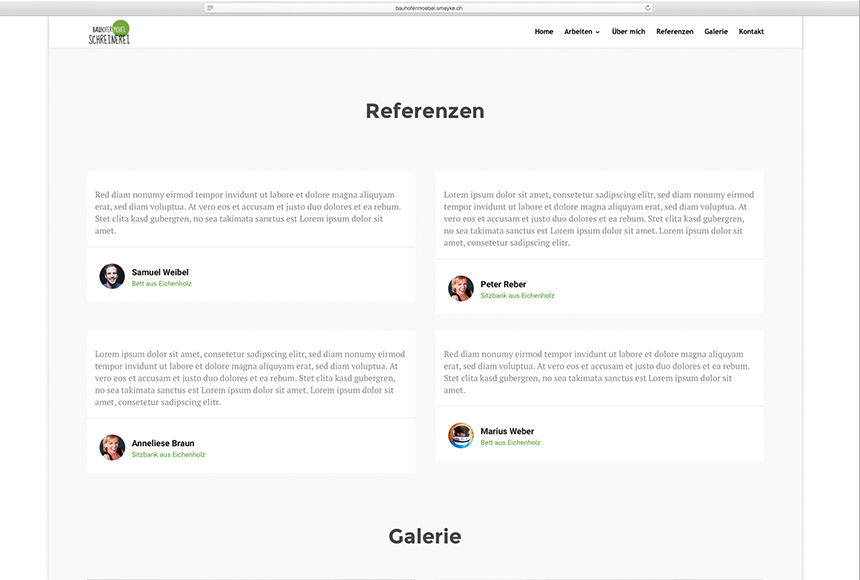 bauhofermoebel.smeyke.ch
BAUHOFERMÖBEL
SCHREINEREI
Home Arbeiten Über mich Referenzen Galerie Kontakt
Referenzen
Red diam nonumy eirmod tempor invidunt ut labore et dolore magna aliquyam
erat, sed diam voluptua. At vero eos et accusam et justo duo dolores et ea rebum.
Stet clita kasd gubergren, no sea takimata sanctus est Lorem ipsum dolor sit
amet.
Samuel Weibel
Bett aus Eichenholz
Lorem ipsum dolor sit amet, consetetur sadipscing elitr, sed diam nonumy eirmod
tempor invidunt ut labore et dolore magna aliquyam erat, sed diam voluptua. At
vero eos et accusam et justo duo dolores et ea rebum. Stet clita kasd gubergren,
no sea takimata sanctus est Lorem ipsum dolor sit amet. Lorem ipsum dolor sit
amet, consetetur sadipscing elitr.
Peter Reber
Sitzbank aus Eichenholz
Lorem ipsum dolor sit amet, consetetur sadipscing elitr, sed diam nonumy eirmod
tempor invidunt ut labore et dolore magna aliquyam erat, sed diam voluptua. At
vero eos et accusam et justo duo dolores et ea rebum. Stet clita kasd gubergren,
no sea takimata sanctus est Lorem ipsum dolor sit amet. Lorem ipsum dolor sit
amet, consetetur sadipscing elitr.
Anneliese Braun
Sitzbank aus Eichenholz
Red diam nonumy eirmod tempor invidunt ut labore et dolore magna aliquyam
erat, sed diam voluptua. At vero eos et accusam et justo duo dolores et ea rebum.
Stet clita kasd gubergren, no sea takimata sanctus est Lorem ipsum dolor sit
amet.
Marius Weber
Bett aus Eichenholz
Galerie